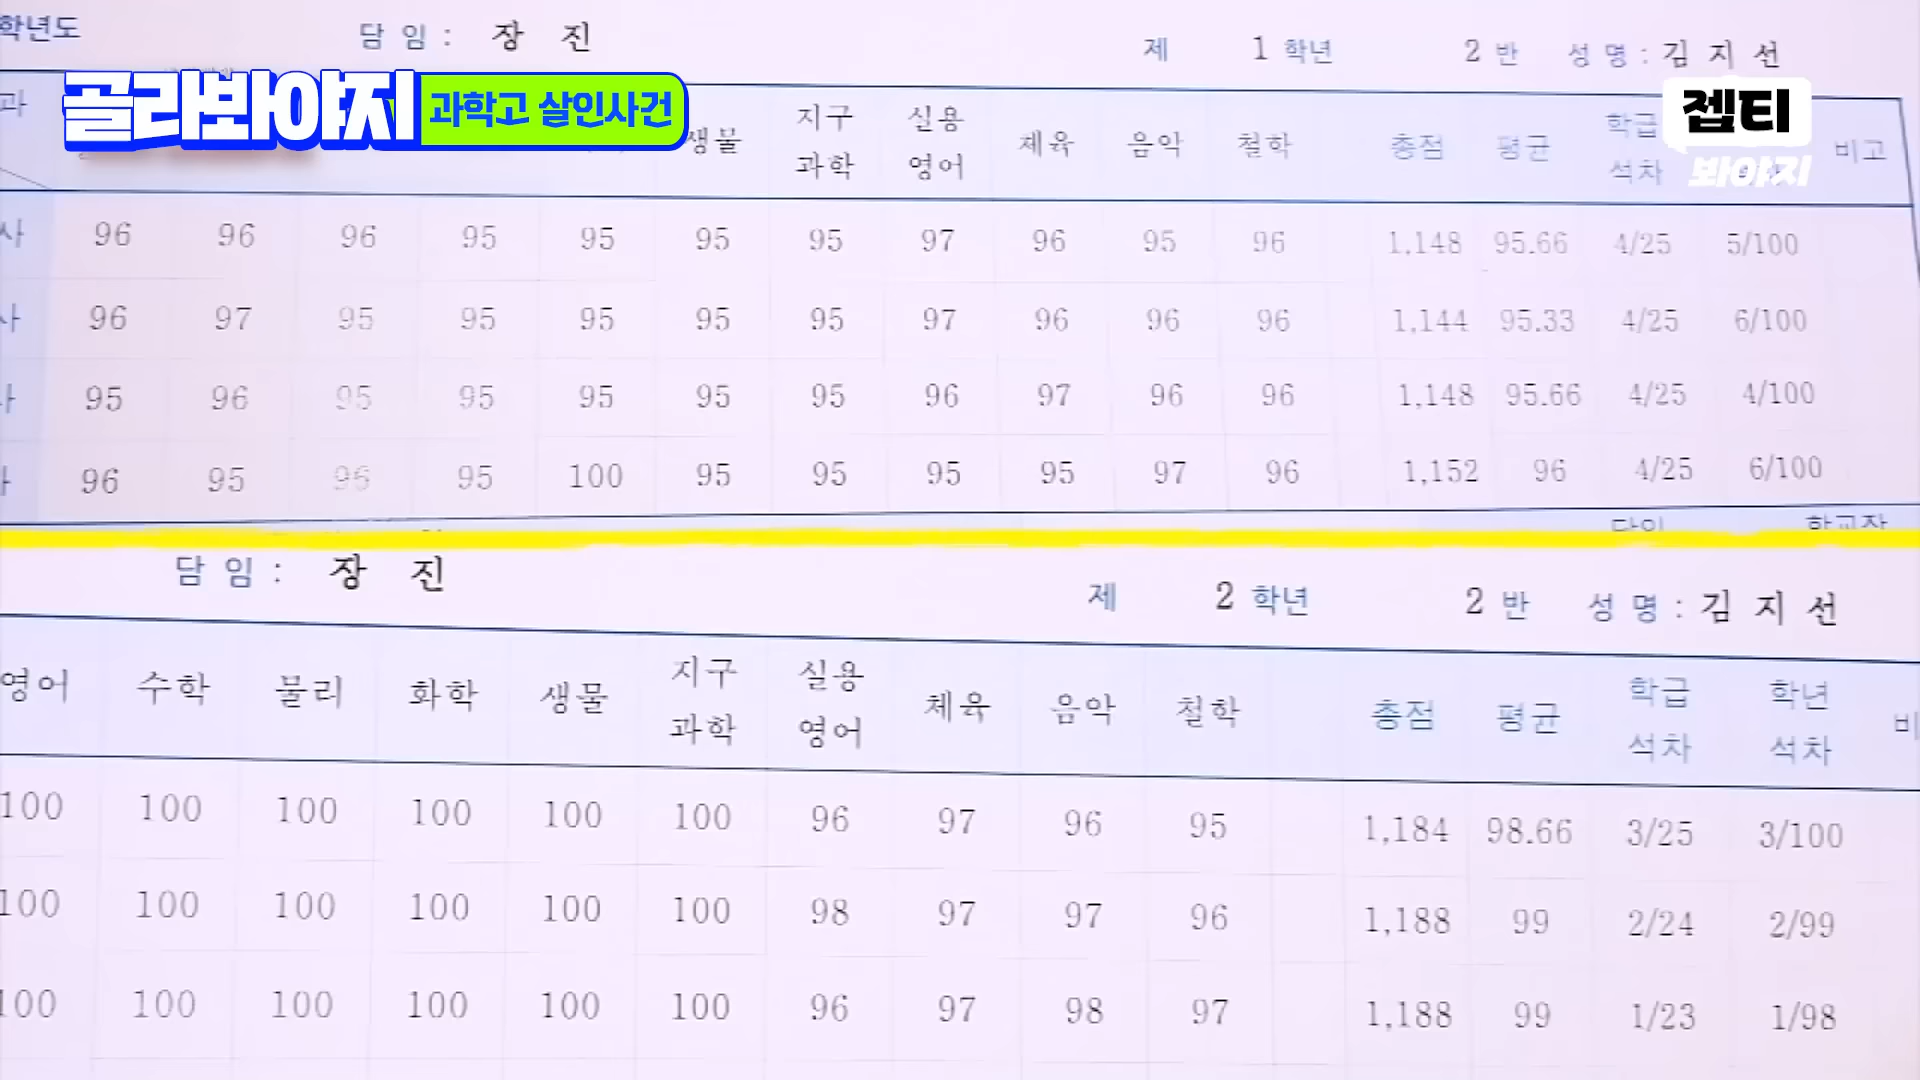 학년도 담 임 : 장 진 제 1 학년 2 반 성 명 : 김 지 선
골라봐야지 과학고 살인사건
젭티
봐야지
과 생물 지구 과학 실용 영어 체육 음악 철학 총점 평균 학급 석차 비고
사 96 96 96 95 95 95 95 97 96 95 96 1,148 95.66 4/25 5/100
사 96 97 95 95 95 95 95 97 96 96 96 1,144 95.33 4/25 6/100
95 96 95 95 95 95 95 96 97 96 96 1,148 95.66 4/25 4/100
96 95 96 95 100 95 95 95 95 97 96 1,152 96 4/25 6/100
담 임 : 장 진 제 2 학년 2 반 성 명 : 김 지 선
영어 수학 물리 화학 생물 지구 과학 실용 영어 체육 음악 철학 총점 평균 학급 석차 학년 석차 비
100 100 100 100 100 100 96 97 96 95 1,184 98.66 3/25 3/100
100 100 100 100 100 100 98 97 97 96 1,188 99 2/24 2/99
100 100 100 100 100 100 96 97 98 97 1,188 99 1/23 1/98